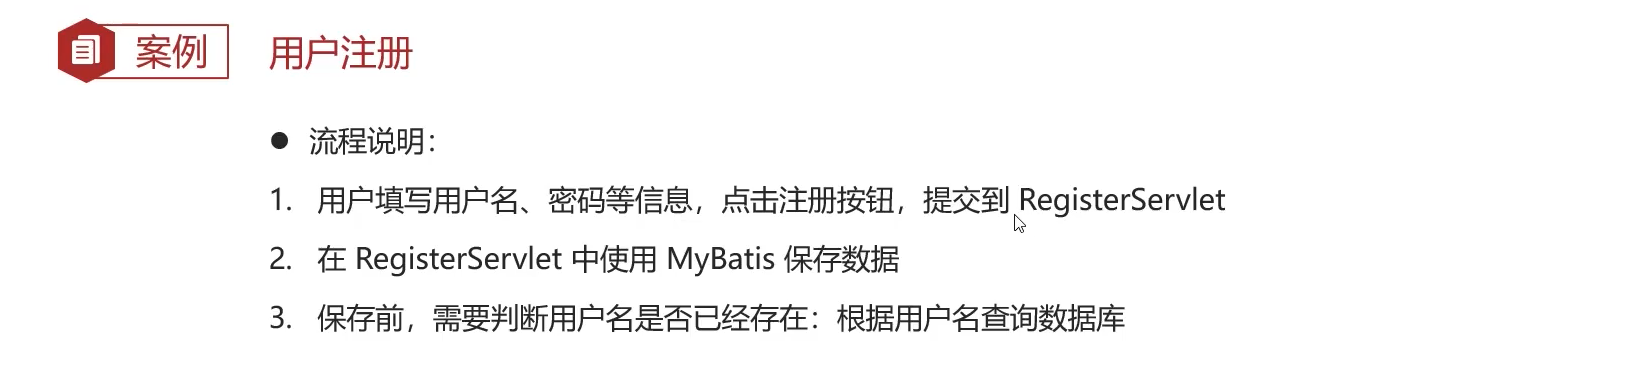 案例 用户注册
● 流程说明：
1. 用户填写用户名、密码等信息，点击注册按钮，提交到 RegisterServlet
2. 在 RegisterServlet 中使用 MyBatis 保存数据
3. 保存前，需要判断用户名是否已经存在：根据用户名查询数据库